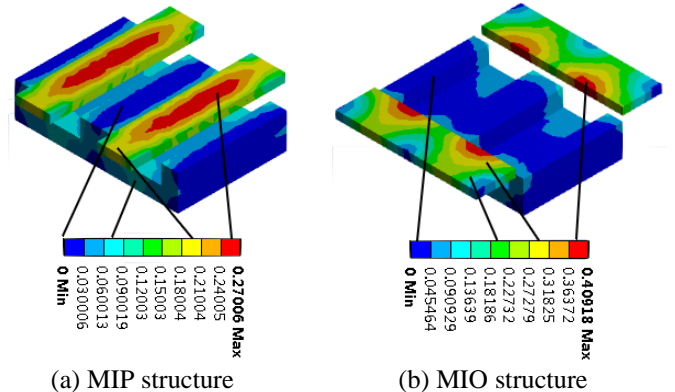 0 Min
0.030006
0.060013
0.090019
0.12003
0.15003
0.18004
0.21004
0.24005
0.27006 Max
0 Min
0.045464
0.090929
0.13639
0.18186
0.22732
0.27279
0.31825
0.36372
0.40918 Max
(a) MIP structure
(b) MIO structure